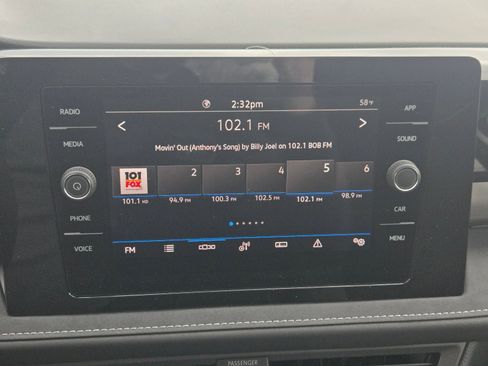 2:32pm
58°F
RADIO
APP
102.1 FM
MEDIA
SOUND
Movin' Out (Anthony's Song) by Billy Joel on 102.1 BOB FM
101
FOX
2
3
4
5
6
101.1 HD
94.9 FM
100.3 FM
102.5 FM
102.1 FM
98.9 FM
PHONE
CAR
VOICE
FM
MENU
PASSENGER